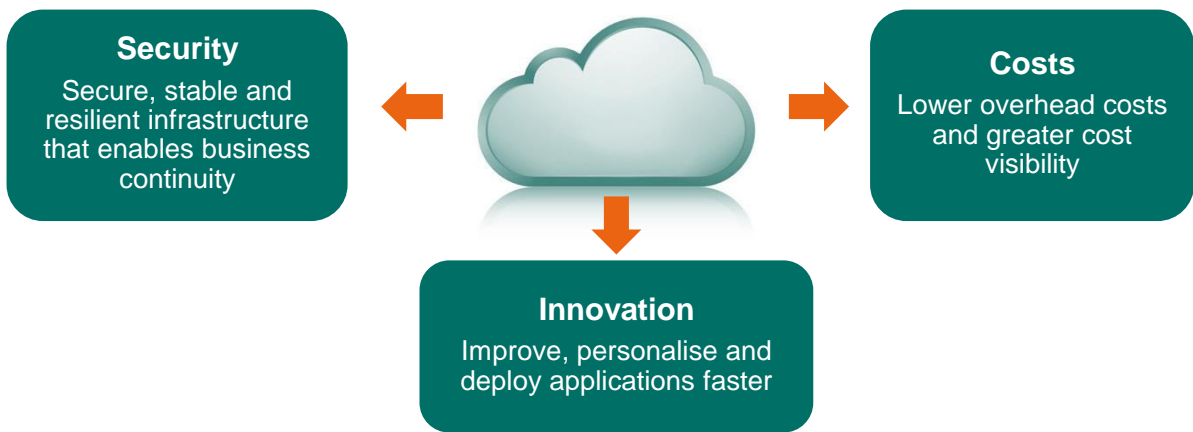 Security
Secure, stable and
resilient infrastructure
that enables business
continuity
Costs
Lower overhead costs
and greater cost
visibility
Innovation
Improve, personalise and
deploy applications faster